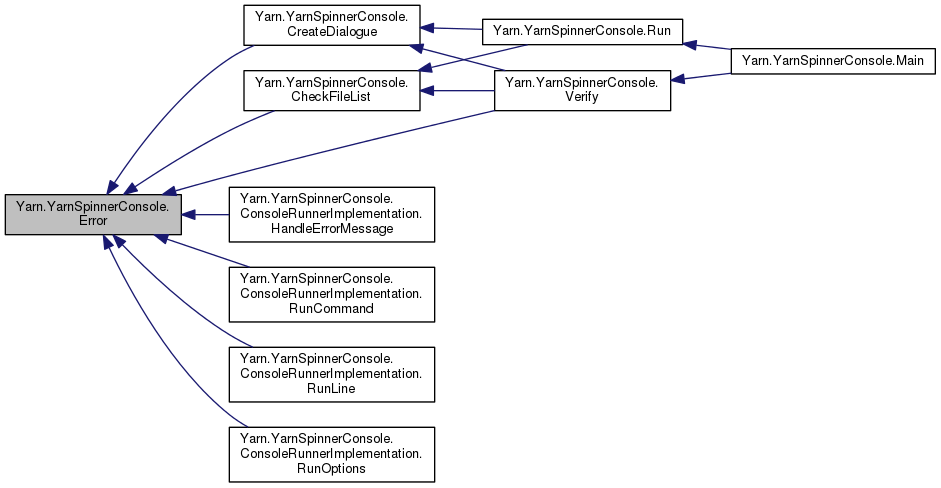 Yarn.YarnSpinnerConsole.
CreateDialogue
Yarn.YarnSpinnerConsole.Run
Yarn.YarnSpinnerConsole.Main
Yarn.YarnSpinnerConsole.
CheckFileList
Yarn.YarnSpinnerConsole.
Verify
Yarn.YarnSpinnerConsole.
Error
Yarn.YarnSpinnerConsole.
ConsoleRunnerImplementation.
HandleErrorMessage
Yarn.YarnSpinnerConsole.
ConsoleRunnerImplementation.
RunCommand
Yarn.YarnSpinnerConsole.
ConsoleRunnerImplementation.
RunLine
Yarn.YarnSpinnerConsole.
ConsoleRunnerImplementation.
RunOptions